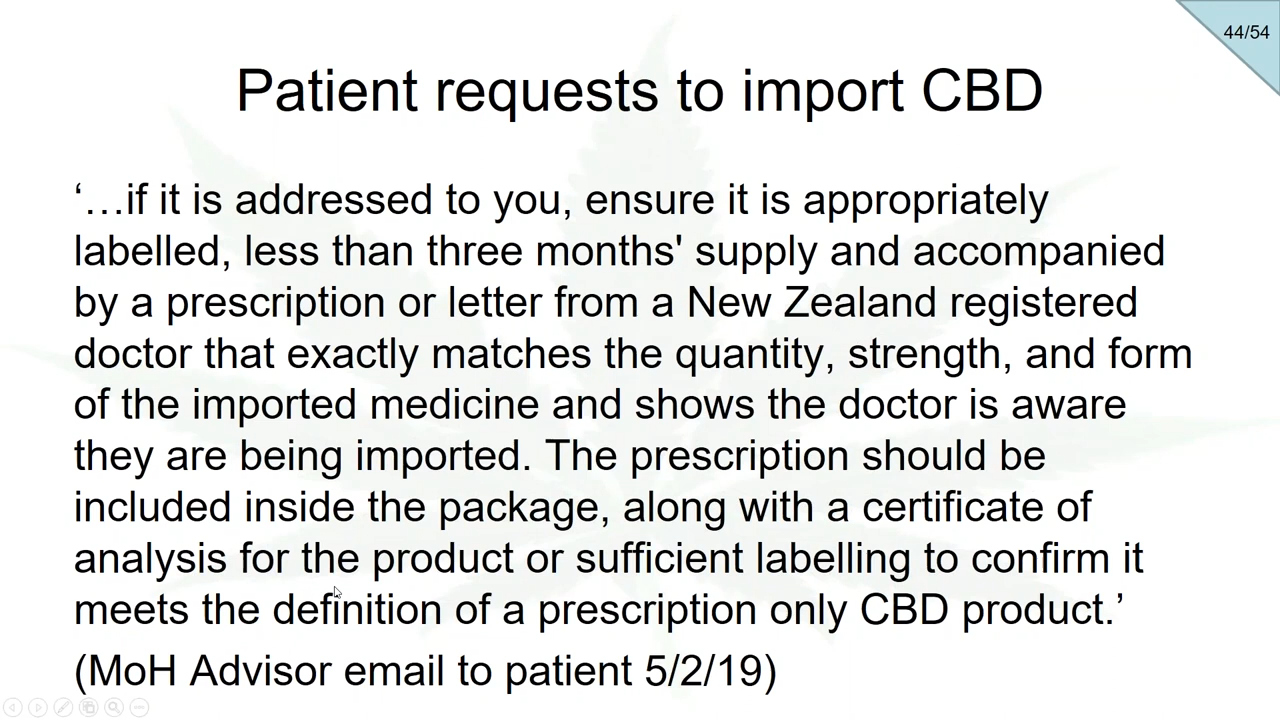 44/54
Patient requests to import CBD
‘…if it is addressed to you, ensure it is appropriately
labelled, less than three months' supply and accompanied
by a prescription or letter from a New Zealand registered
doctor that exactly matches the quantity, strength, and form
of the imported medicine and shows the doctor is aware
they are being imported. The prescription should be
included inside the package, along with a certificate of
analysis for the product or sufficient labelling to confirm it
meets the definition of a prescription only CBD product.’
(MoH Advisor email to patient 5/2/19)